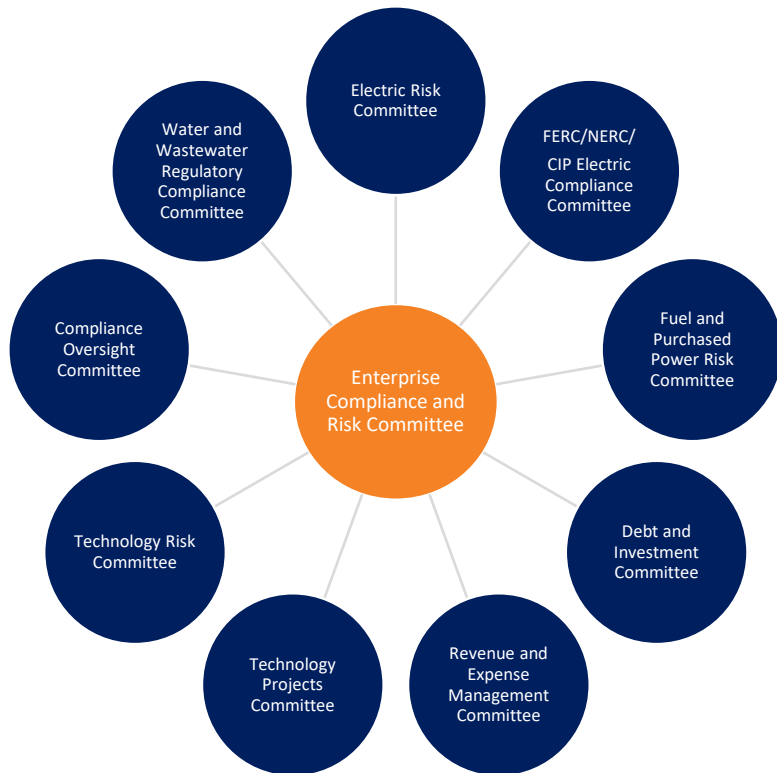 Electric Risk
Committee
FERC/NERC/
CIP Electric
Compliance
Committee
Fuel and
Purchased
Power Risk
Committee
Debt and
Investment
Committee
Revenue and
Expense
Management
Committee
Technology
Projects
Committee
Technology Risk
Committee
Compliance
Oversight
Committee
Water and
Wastewater
Regulatory
Compliance
Committee
Enterprise
Compliance and
Risk Committee